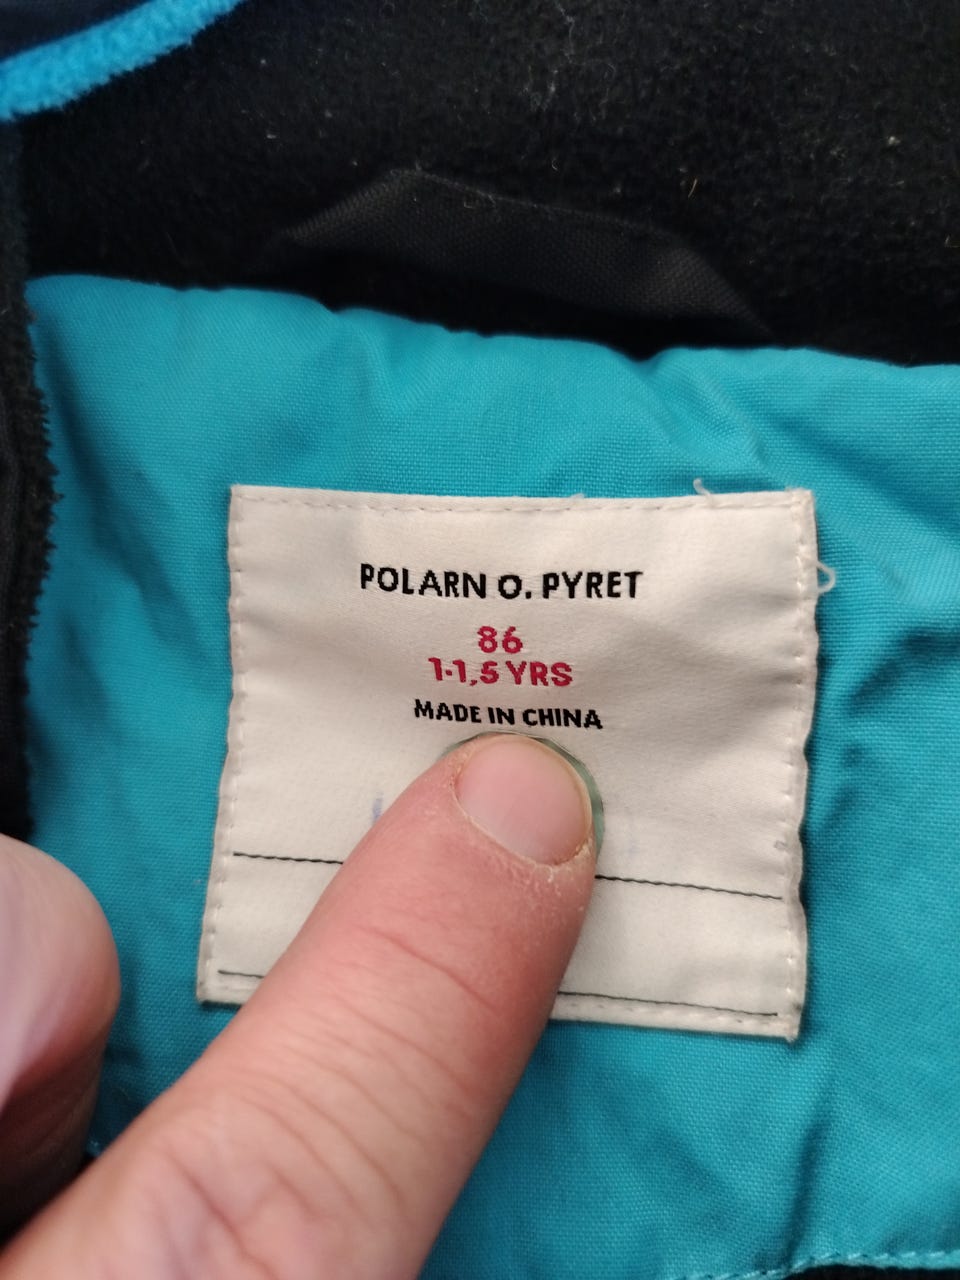 POLARN O. PYRET
86
1-1,5 YRS
MADE IN CHINA